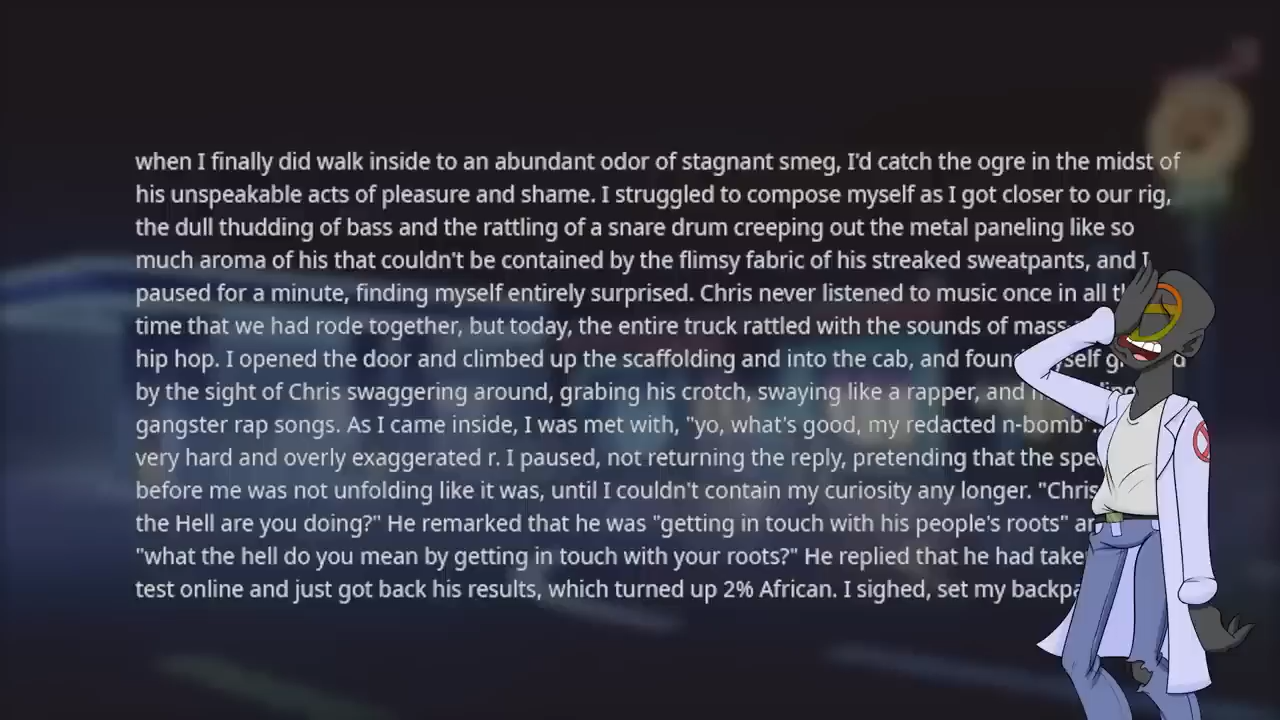 when I finally did walk inside to an abundant odor of stagnant smeg, I'd catch the ogre in the midst of
his unspeakable acts of pleasure and shame. I struggled to compose myself as I got closer to our rig,
the dull thudding of bass and the rattling of a snare drum creeping out the metal paneling like so
much aroma of his that couldn't be contained by the flimsy fabric of his streaked sweatpants, and I
paused for a minute, finding myself entirely surprised. Chris never listened to music once in all
time that we had rode together, but today, the entire truck rattled with the sounds of mass
hip hop. I opened the door and climbed up the scaffolding and into the cab, and found
by the sight of Chris swaggering around, grabing his crotch, swaying like a rapper, and
gangster rap songs. As I came inside, I was met with, "yo, what's good, my redacted n-bomb"
very hard and overly exaggerated r. I paused, not returning the reply, pretending that the
before me was not unfolding like it was, until I couldn't contain my curiosity any longer. "Chris
the Hell are you doing?" He remarked that he was "getting in touch with his people's roots"
"what the hell do you mean by getting in touch with your roots?" He replied that he had
test online and just got back his results, which turned up 2% African. I sighed, set my